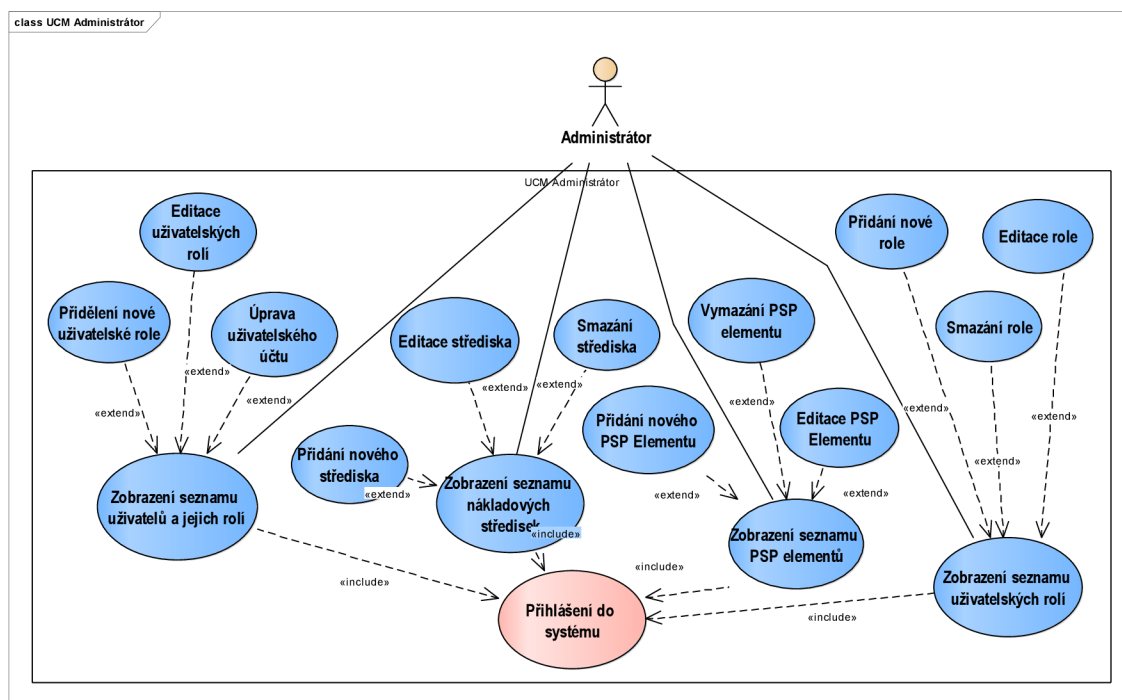 class UCM Administrátor
Administrátor
UCM Administrátor
Editace
uživatelských
rolí
Přidání nové
role
Editace role
Přidělení nové
uživatelské role
Úprava
uživatelského
účtu
Editace střediska
Smazání
střediska
Vymazání PSP
elementu
Smazání role
«extend»
«extend»
«extend»
«extend»
«extend»
«extend»
«extend»
«extend»
Přidání nového
PSP Elementu
Editace PSP
Elementu
Přidání nového
střediska
«extend»
«extend»
«extend»
«extend»
Zobrazení seznamu
uživatelů a jejich rolí
Zobrazení seznamu
nákladových
středisek
«include»
Zobrazení seznamu
PSP elementů
Zobrazení seznamu
uživatelských rolí
«include»
«include»
«include»
Přihlášení do
systému